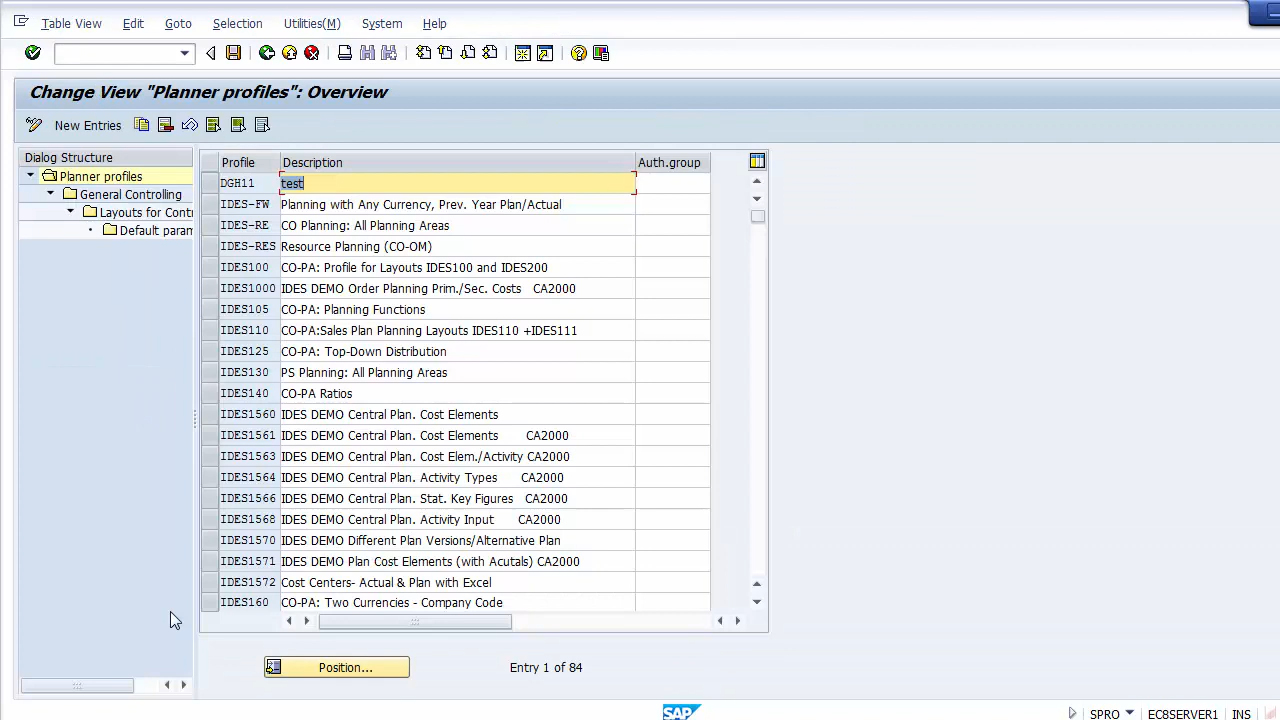 Table View Edit Goto Selection Utilities(M) System Help
Change View "Planner profiles": Overview
New Entries
Dialog Structure
Planner profiles
General Controlling
Layouts for Contr
Default param
Profile Description Auth.group
DGH11 test
IDES-FW Planning with Any Currency, Prev. Year Plan/Actual
IDES-RE CO Planning: All Planning Areas
IDES-RES Resource Planning (CO-OM)
IDES100 CO-PA: Profile for Layouts IDES100 and IDES200
IDES1000 IDES DEMO Order Planning Prim./Sec. Costs CA2000
IDES105 CO-PA: Planning Functions
IDES110 CO-PA:Sales Plan Planning Layouts IDES110 +IDES111
IDES125 CO-PA: Top-Down Distribution
IDES130 PS Planning: All Planning Areas
IDES140 CO-PA Ratios
IDES1560 IDES DEMO Central Plan. Cost Elements
IDES1561 IDES DEMO Central Plan. Cost Elements CA2000
IDES1563 IDES DEMO Central Plan. Cost Elem./Activity CA2000
IDES1564 IDES DEMO Central Plan. Activity Types CA2000
IDES1566 IDES DEMO Central Plan. Stat. Key Figures CA2000
IDES1568 IDES DEMO Central Plan. Activity Input CA2000
IDES1570 IDES DEMO Different Plan Versions/Alternative Plan
IDES1571 IDES DEMO Plan Cost Elements (with Acutals) CA2000
IDES1572 Cost Centers- Actual & Plan with Excel
IDES160 CO-PA: Two Currencies - Company Code
Position... Entry 1 of 84
SAP SPRO EC8SERVER1 INS